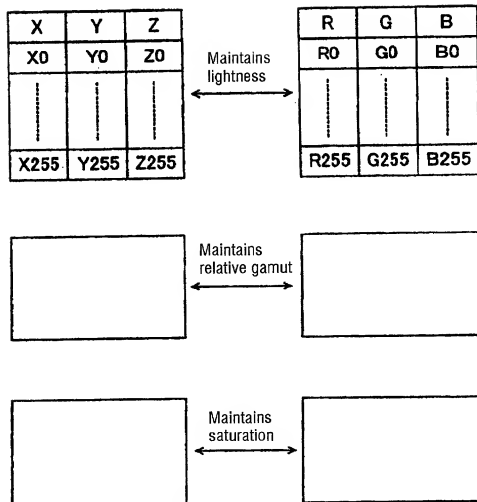 X Y Z
X0 Y0 Z0
X255 Y255 Z255
Maintains
lightness
R G B
R0 G0 B0
R255 G255 B255
Maintains
relative gamut
Maintains
saturation